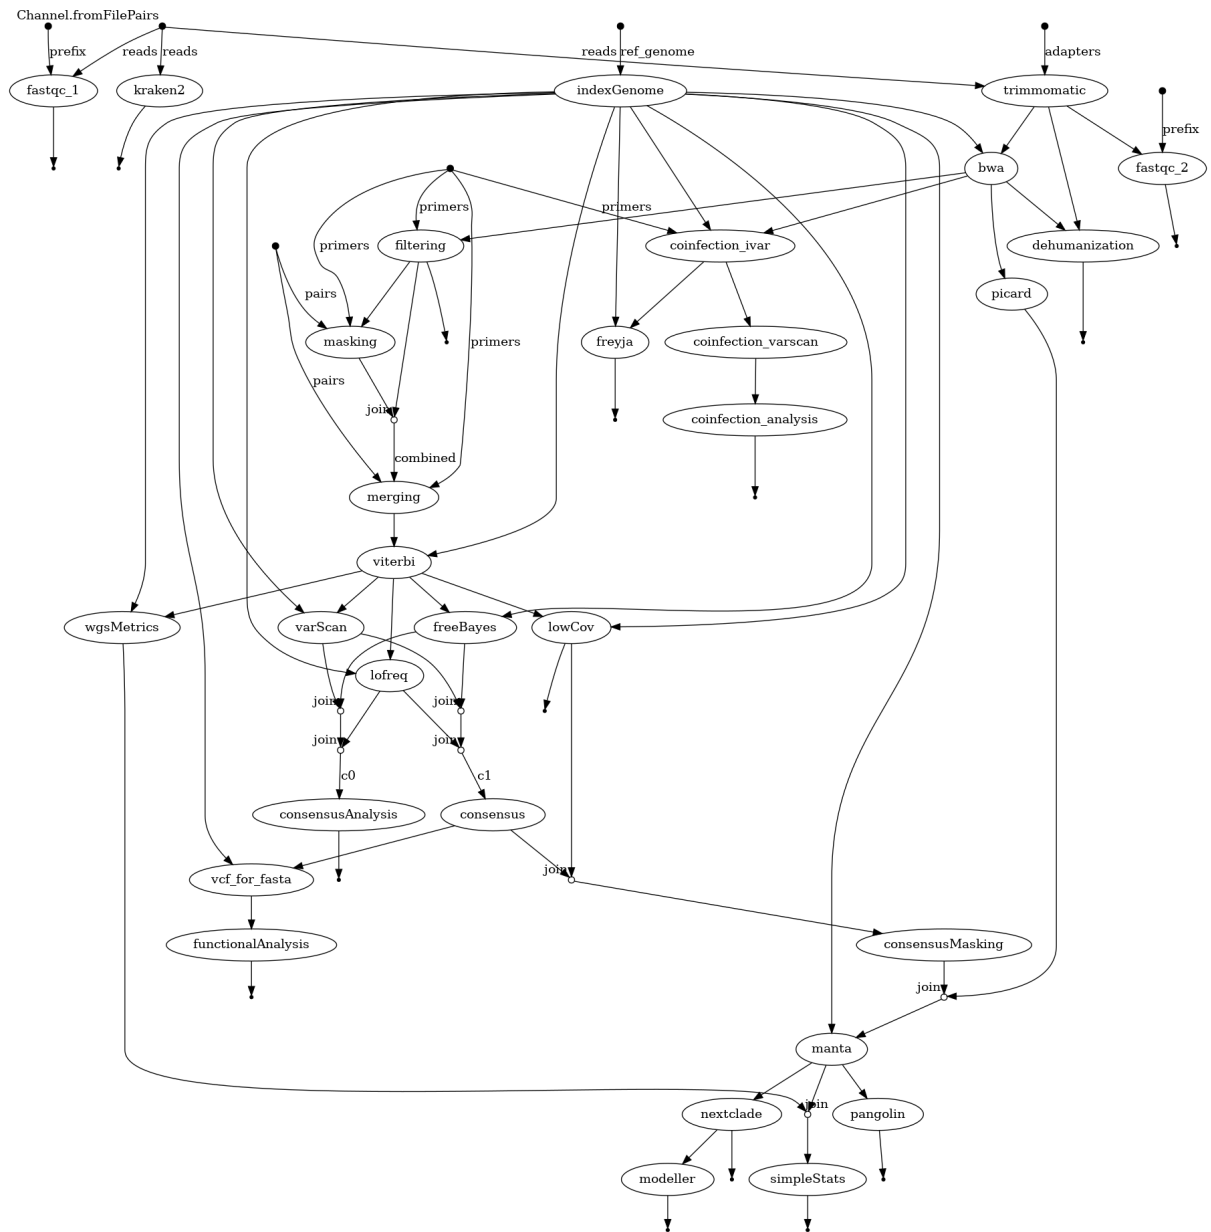 Channel.fromFilePairs
prefix
reads
reads
reads
ref_genome
adapters
fastqc_1
kraken2
indexGenome
trimmomatic
prefix
bwa
fastqc_2
primers
primers
primers
filtering
coinfection_ivar
dehumanization
pairs
picard
masking
primers
freyja
coinfection_varscan
pairs
join
coinfection_analysis
combined
merging
viterbi
wgsMetrics
varScan
freeBayes
lowCov
lofreq
join
join
join
join
c0
c1
consensusAnalysis
consensus
vcf_for_fasta
join
functionalAnalysis
consensusMasking
join
manta
join
nextclade
pangolin
modeller
simpleStats